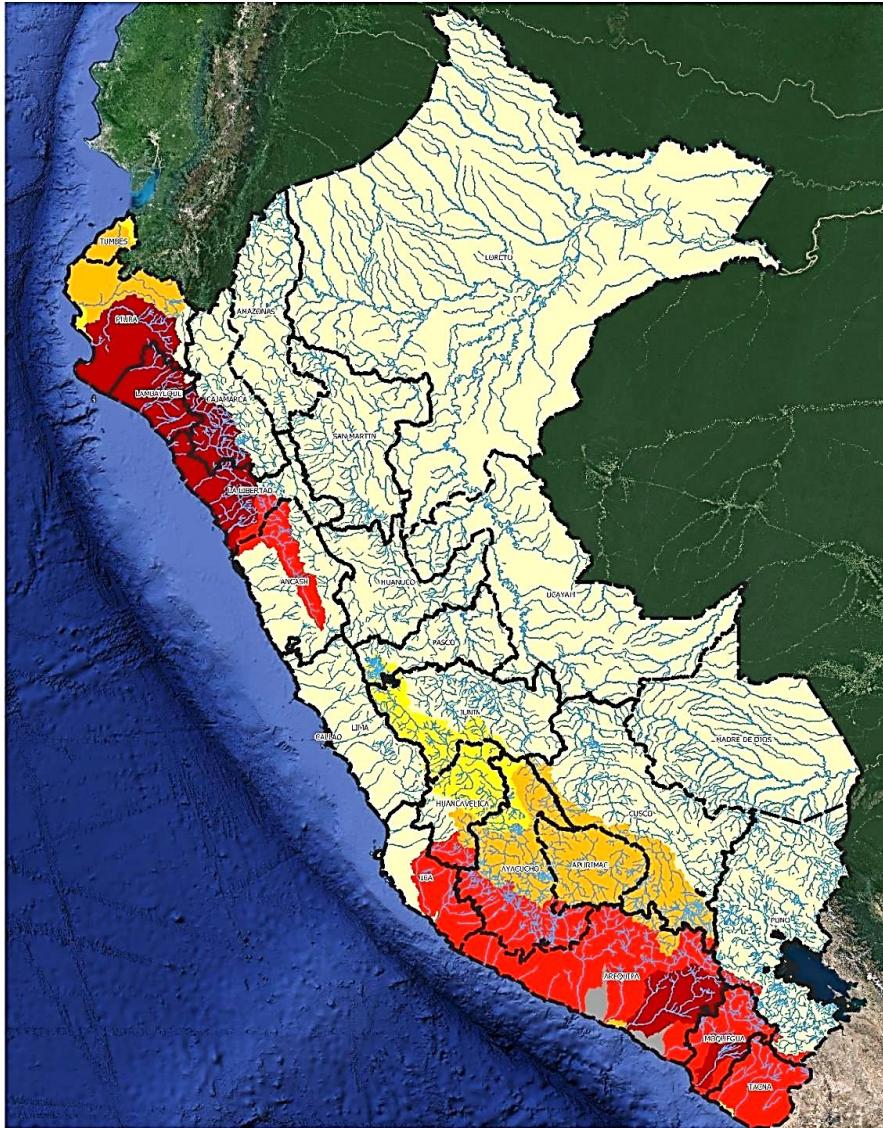 TUMBES
LORETO
PIURA
AMAZONAS
LAMBAYEQUE
CAJAMARCA
SAN MARTIN
LA LIBERTAD
ANCASH
HUANUCO
UCAYALI
PASCO
JUNIN
LIMA
CALLAO
MADRE DE DIOS
HUANCAVELICA
CUSCO
AYACUCHO
APURIMAC
ICA
PUNO
AREQUIPA
MOQUEGUA
TACNA